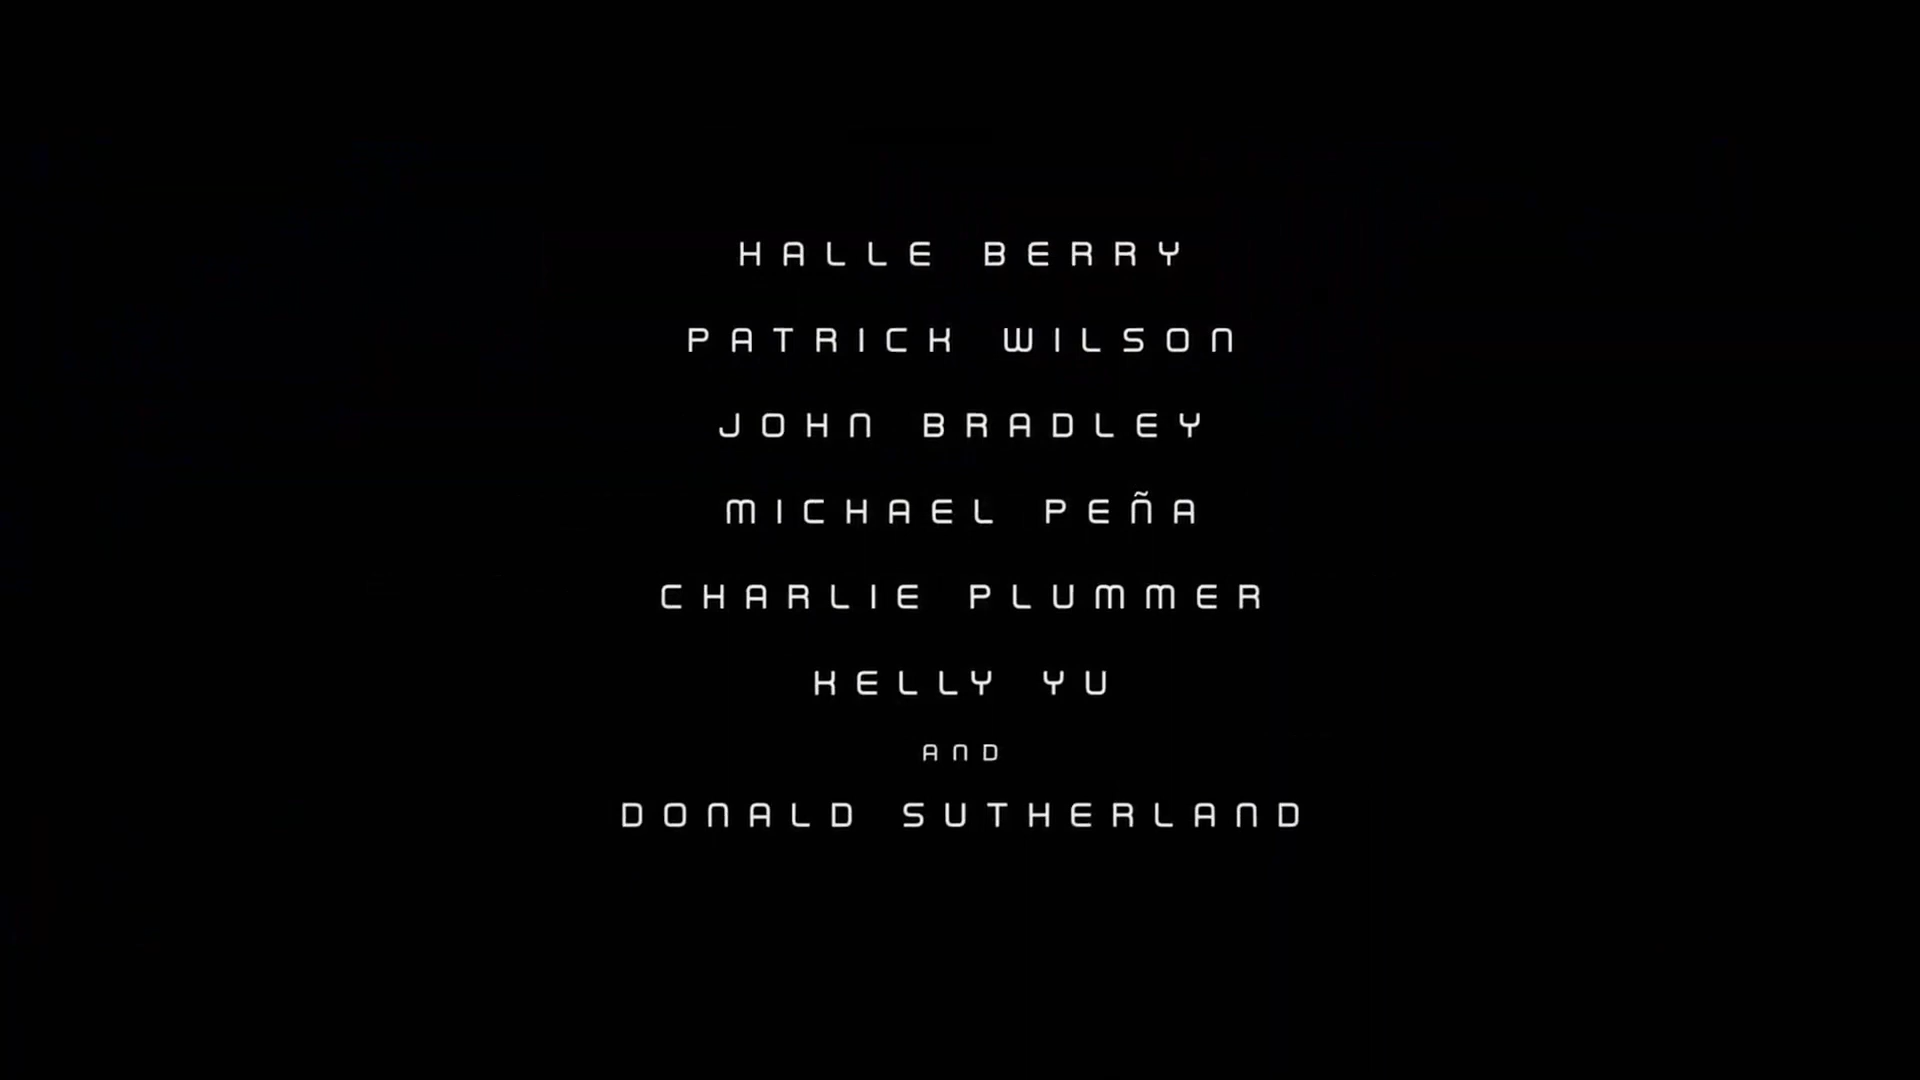 HALLE BERRY
PATRICK WILSON
JOHN BRADLEY
MICHAEL PEÑA
CHARLIE PLUMMER
KELLY YU
AND
DONALD SUTHERLAND